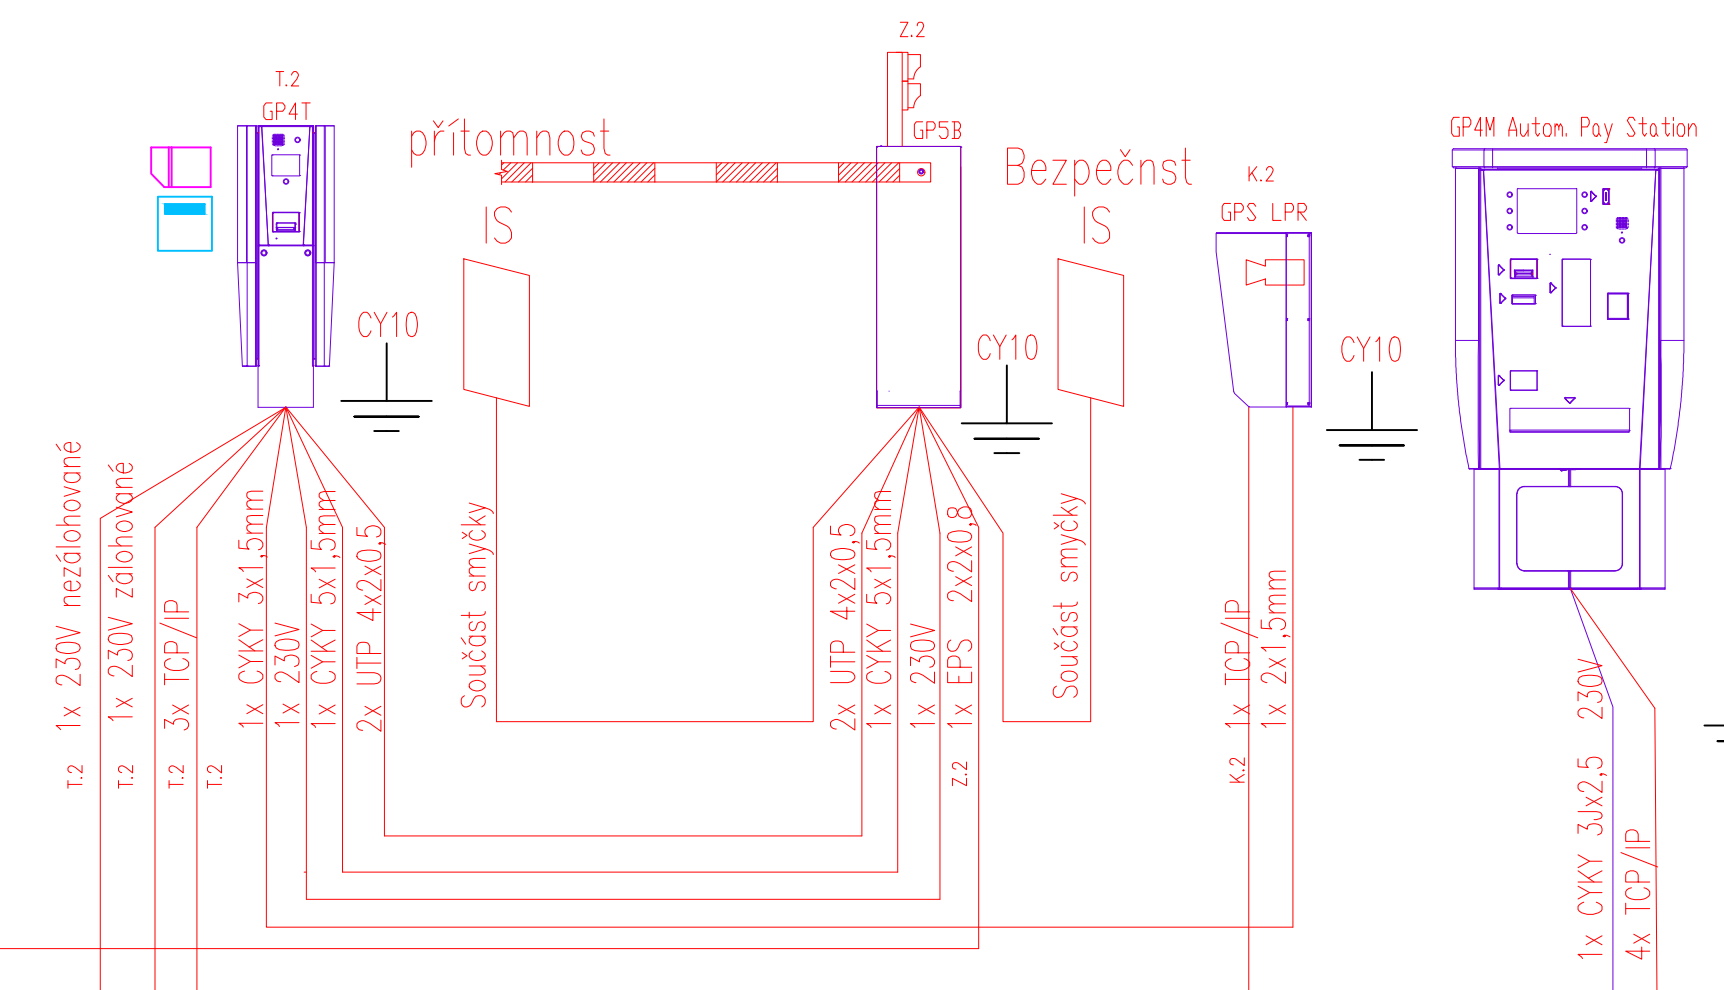 Z.2
T.2
GP4T
GP5B
přítomnost
IS
Bezpečnst
IS
K.2
GPS LPR
GP4M Autom. Pay Station
CY10
CY10
CY10
1x 230V nezálohované
1x 230V zálohované
3x TCP/IP
1x CYKY 3x1,5mm
1x 230V
1x CYKY 5x1,5mm
2x UTP 4x2x0,5
Součást smyčky
2x UTP 4x2x0,5
1x CYKY 5x1,5mm
1x 230V
1x EPS 2x2x0,8
Součást smyčky
1x TCP/IP
1x 2x1,5mm
1x CYKY 3Jx2,5 230V
4x TCP/IP
T.2
T.2
T.2
T.2
Z.2
K.2